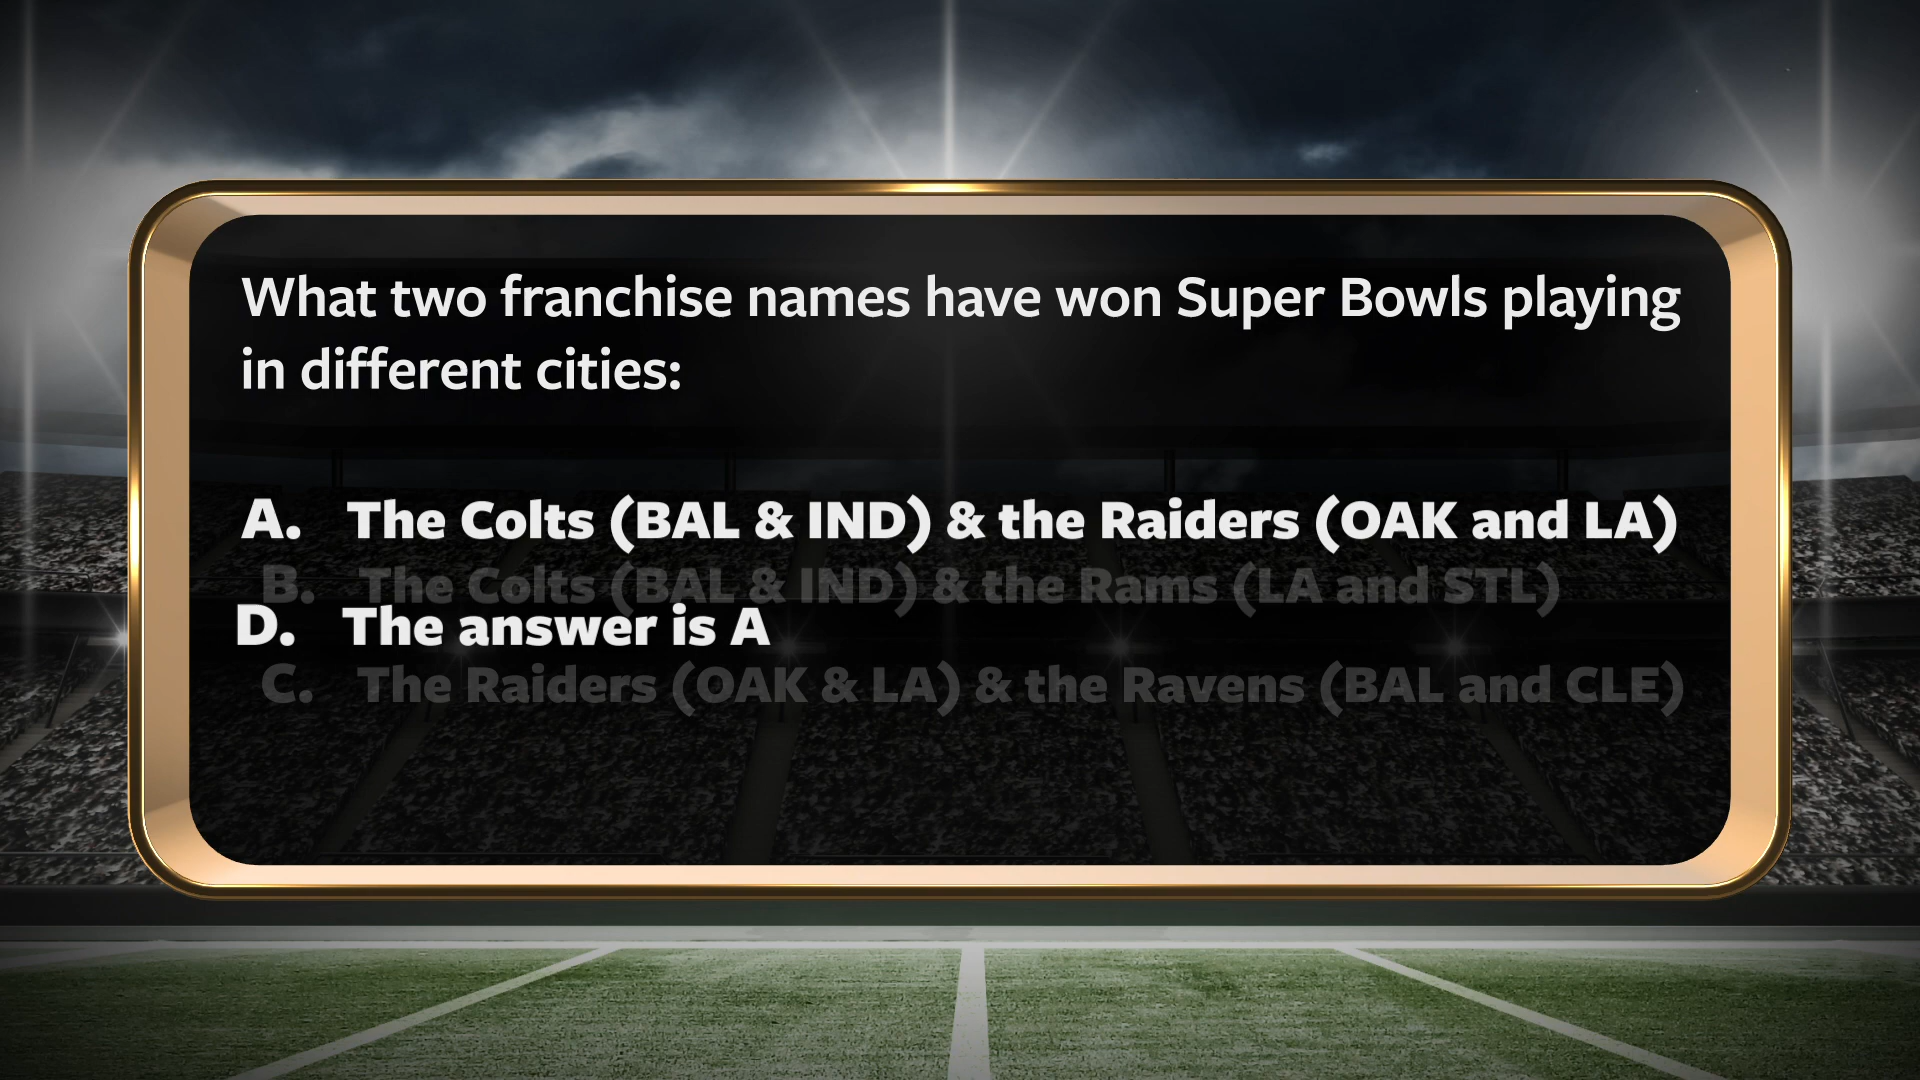 What two franchise names have won Super Bowls playing
in different cities:
A. The Colts (BAL & IND) & the Raiders (OAK and LA)
B. The Colts (BAL & IND) & the Rams (LA and STL)
D. The answer is A
C. The Raiders (OAK & LA) & the Ravens (BAL and CLE)